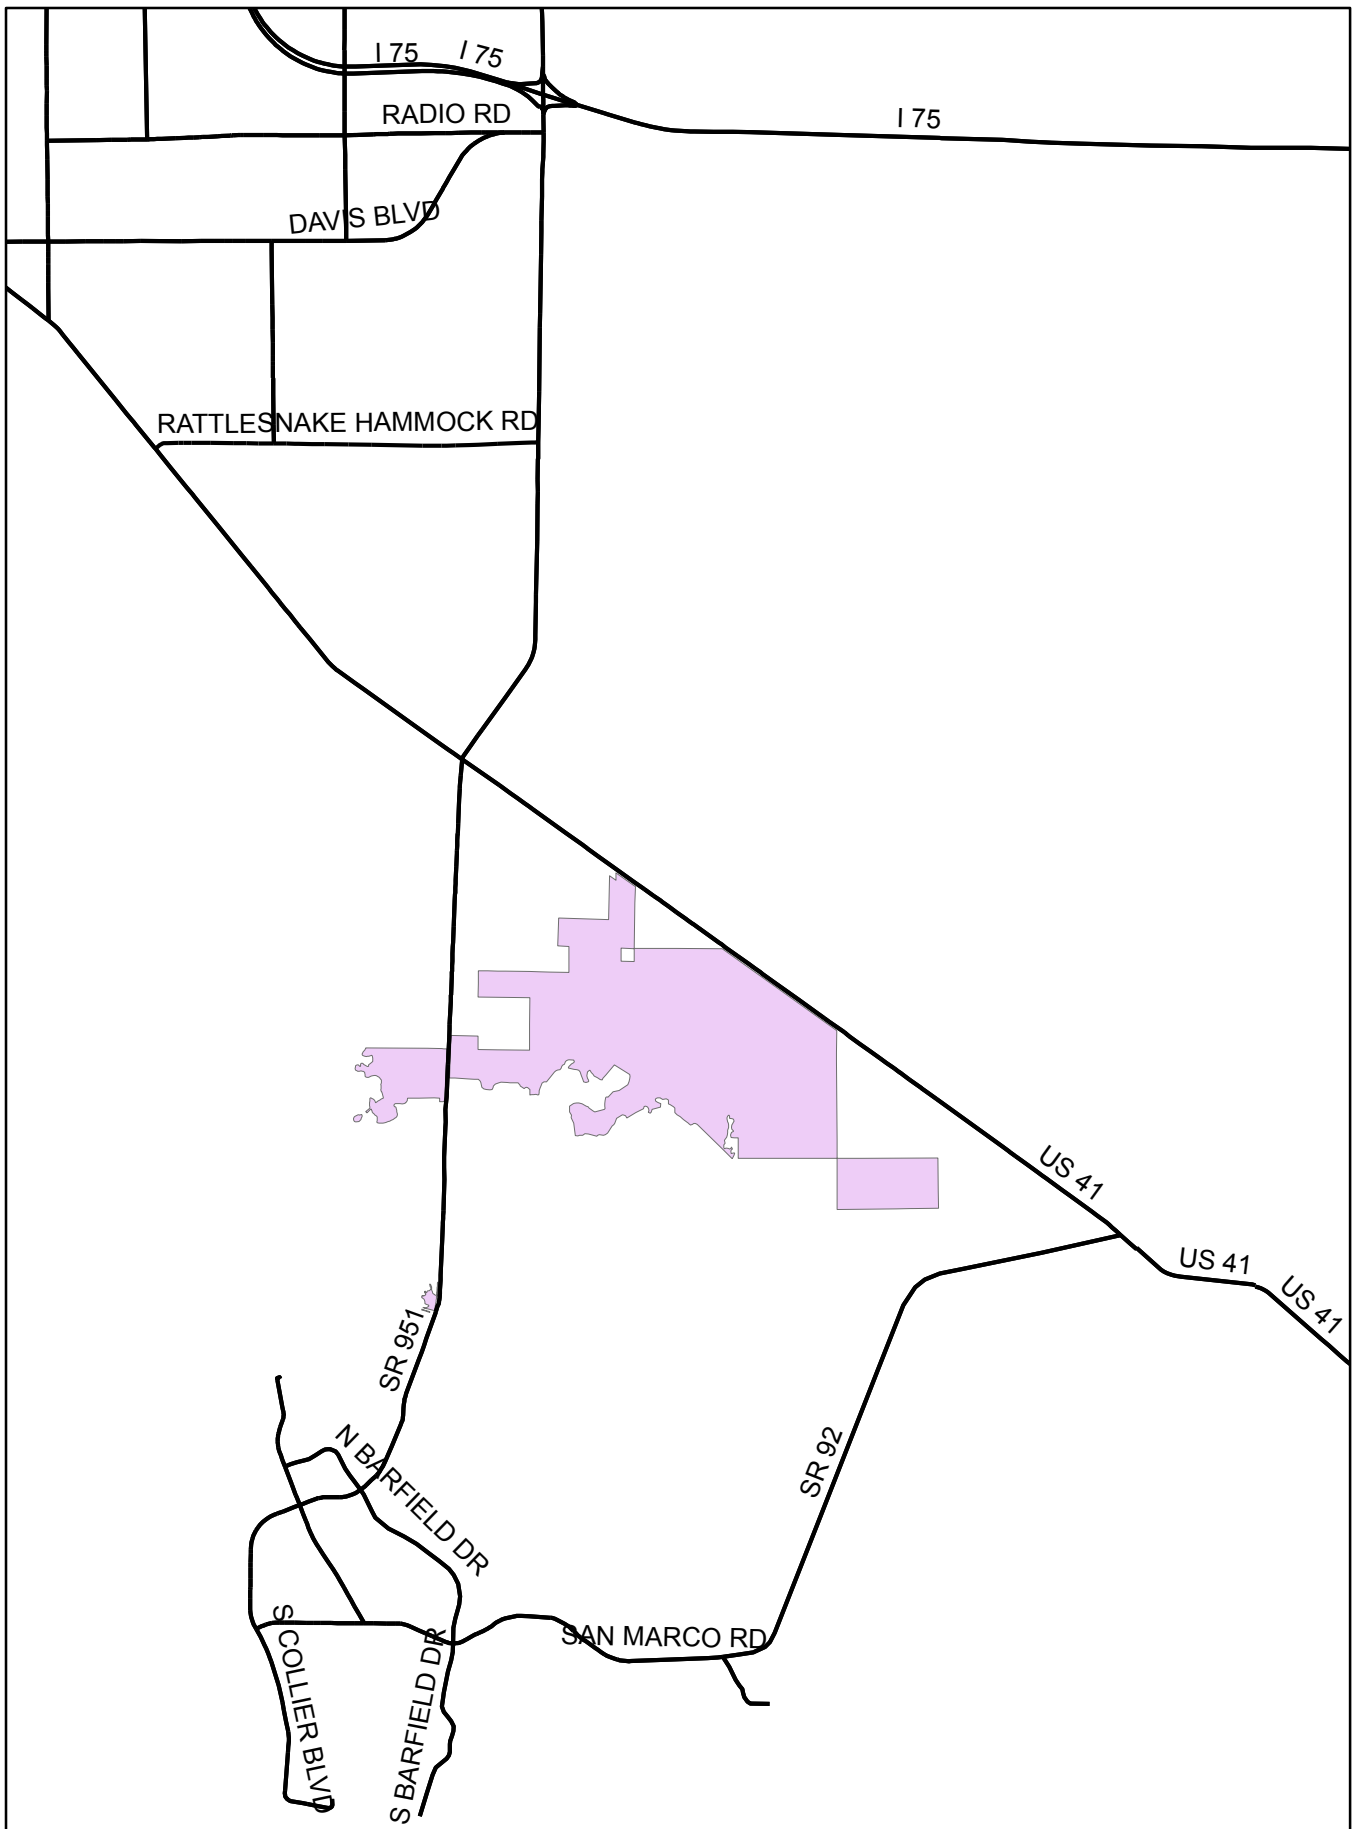 I 75
I 75
RADIO RD
I 75
DAVIS BLVD
RATTLESNAKE HAMMOCK RD
US 41
US 41
US 41
SR 951
N BARFIELD DR
SR 92
S COLLIER BLVD
S BARFIELD DR
SAN MARCO RD